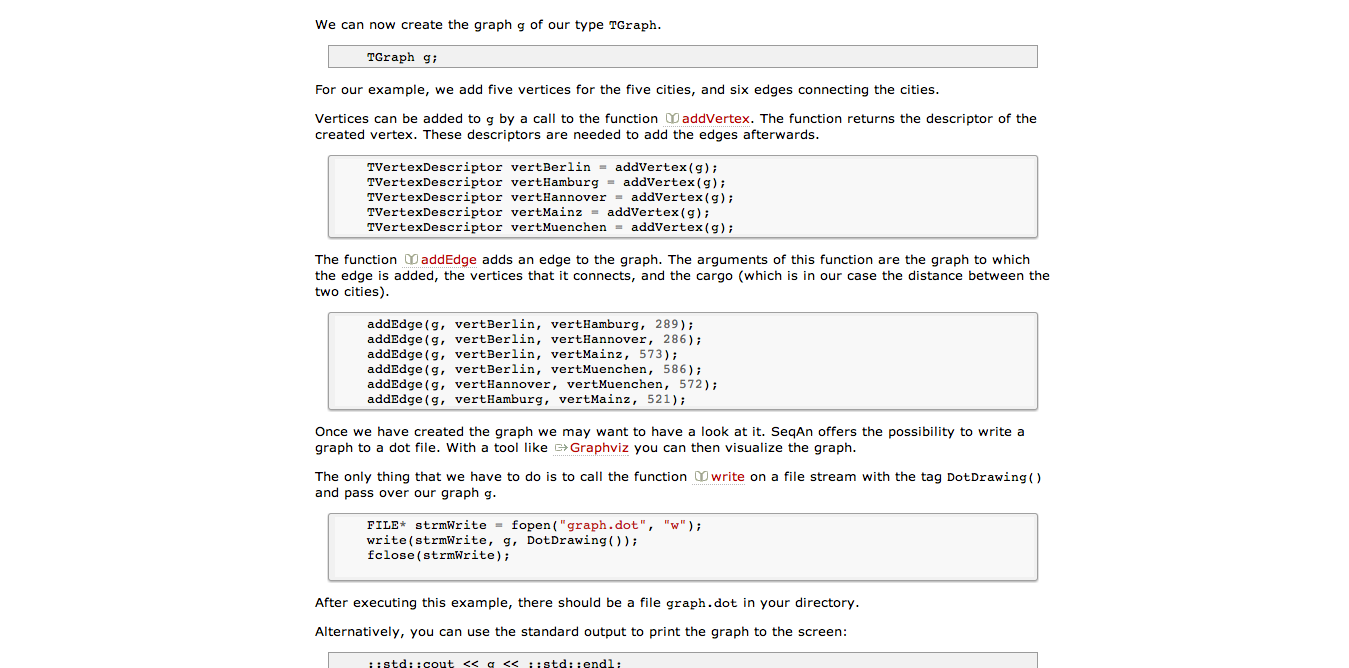 We can now create the graph g of our type TGraph.
TGraph g;
For our example, we add five vertices for the five cities, and six edges connecting the cities.
Vertices can be added to g by a call to the function addVertex. The function returns the descriptor of the
created vertex. These descriptors are needed to add the edges afterwards.
TVertexDescriptor vertBerlin = addVertex(g);
TVertexDescriptor vertHamburg = addVertex(g);
TVertexDescriptor vertHannover = addVertex(g);
TVertexDescriptor vertMainz = addVertex(g);
TVertexDescriptor vertMuenchen = addVertex(g);
The function addEdge adds an edge to the graph. The arguments of this function are the graph to which
the edge is added, the vertices that it connects, and the cargo (which is in our case the distance between the
two cities).
addEdge(g, vertBerlin, vertHamburg, 289);
addEdge(g, vertBerlin, vertHannover, 286);
addEdge(g, vertBerlin, vertMainz, 573);
addEdge(g, vertBerlin, vertMuenchen, 586);
addEdge(g, vertHannover, vertMuenchen, 572);
addEdge(g, vertHamburg, vertMainz, 521);
Once we have created the graph we may want to have a look at it. SeqAn offers the possibility to write a
graph to a dot file. With a tool like Graphviz you can then visualize the graph.
The only thing that we have to do is to call the function write on a file stream with the tag DotDrawing()
and pass over our graph g.
FILE* strmWrite = fopen("graph.dot", "w");
write(strmWrite, g, DotDrawing());
fclose(strmWrite);
After executing this example, there should be a file graph.dot in your directory.
Alternatively, you can use the standard output to print the graph to the screen:
::std::cout << g << ::std::endl;